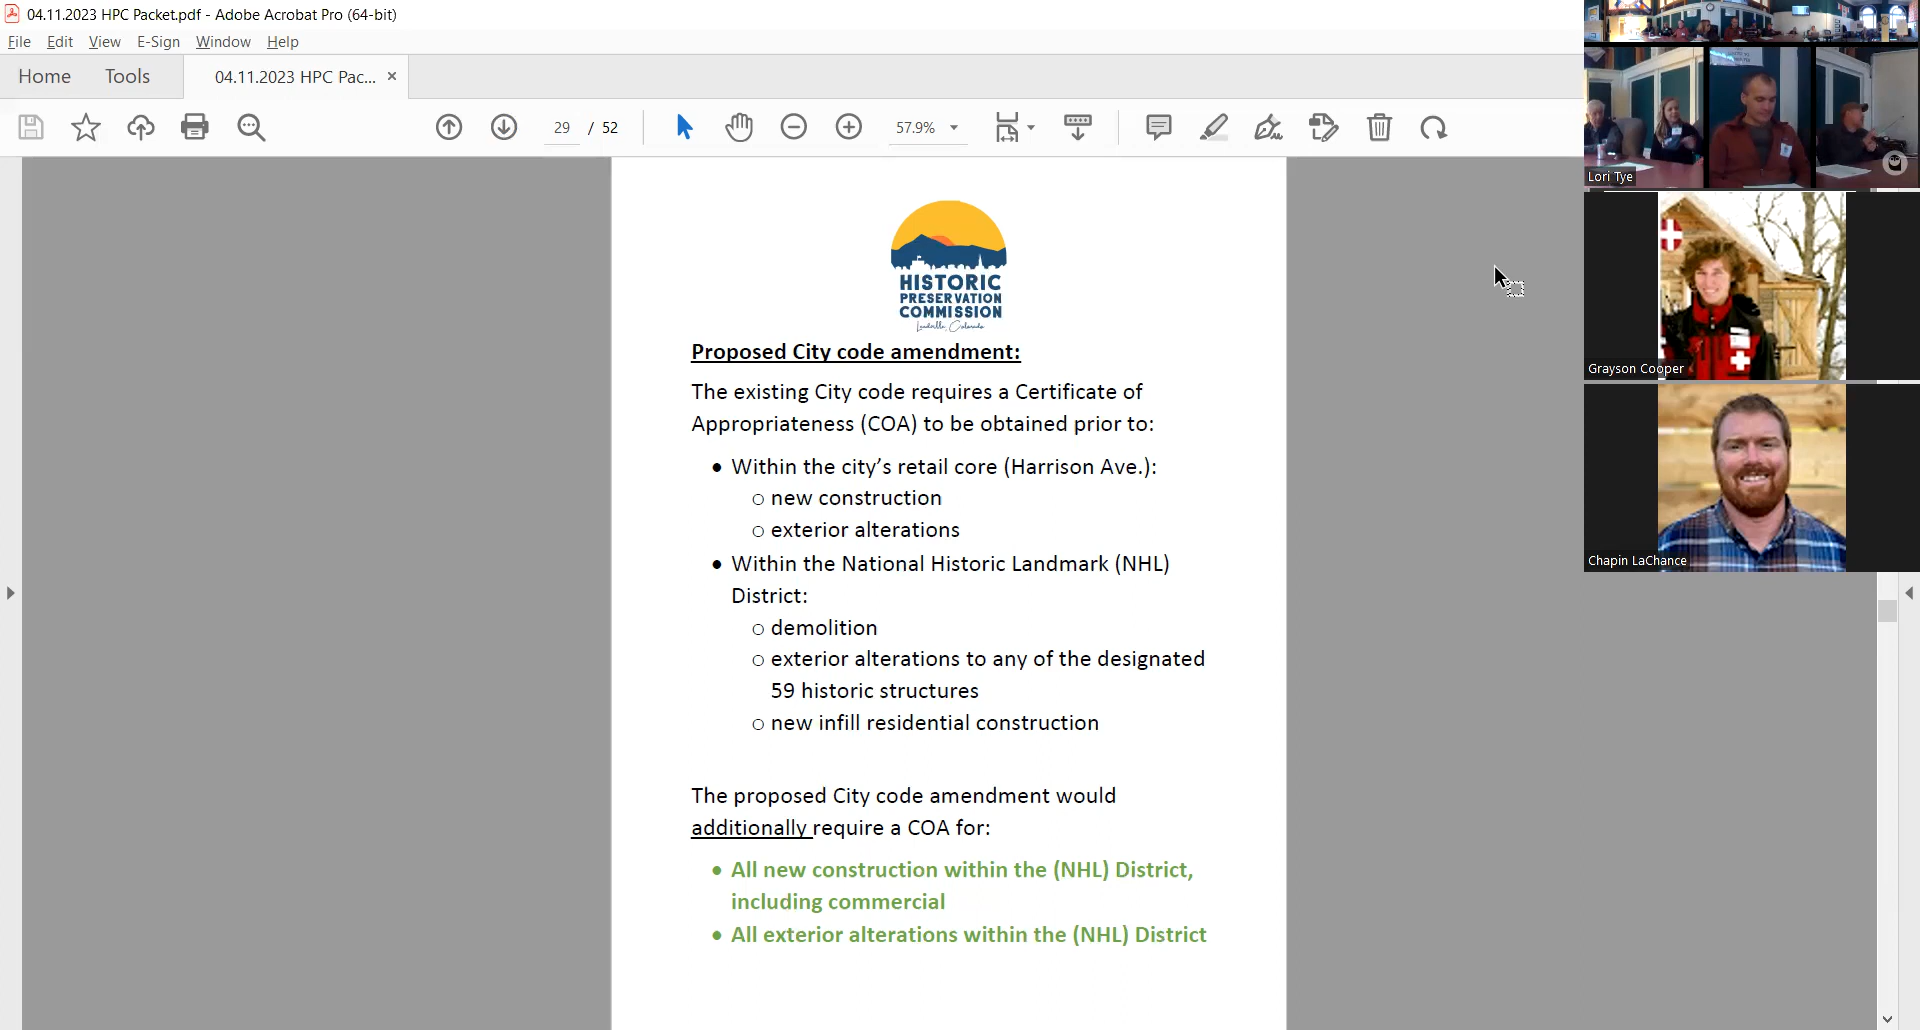 04.11.2023 HPC Packet.pdf - Adobe Acrobat Pro (64-bit)
File Edit View E-Sign Window Help
Home Tools 04.11.2023 HPC Pac... ×
29 / 52 57.9%
Lori Tye
Grayson Cooper
Chapin LaChance
HISTORIC
PRESERVATION
COMMISSION
Leadville, Colorado
Proposed City code amendment:
The existing City code requires a Certificate of
Appropriateness (COA) to be obtained prior to:
• Within the city’s retail core (Harrison Ave.):
○ new construction
○ exterior alterations
• Within the National Historic Landmark (NHL)
District:
○ demolition
○ exterior alterations to any of the designated
59 historic structures
○ new infill residential construction
The proposed City code amendment would
additionally require a COA for:
• All new construction within the (NHL) District,
including commercial
• All exterior alterations within the (NHL) District